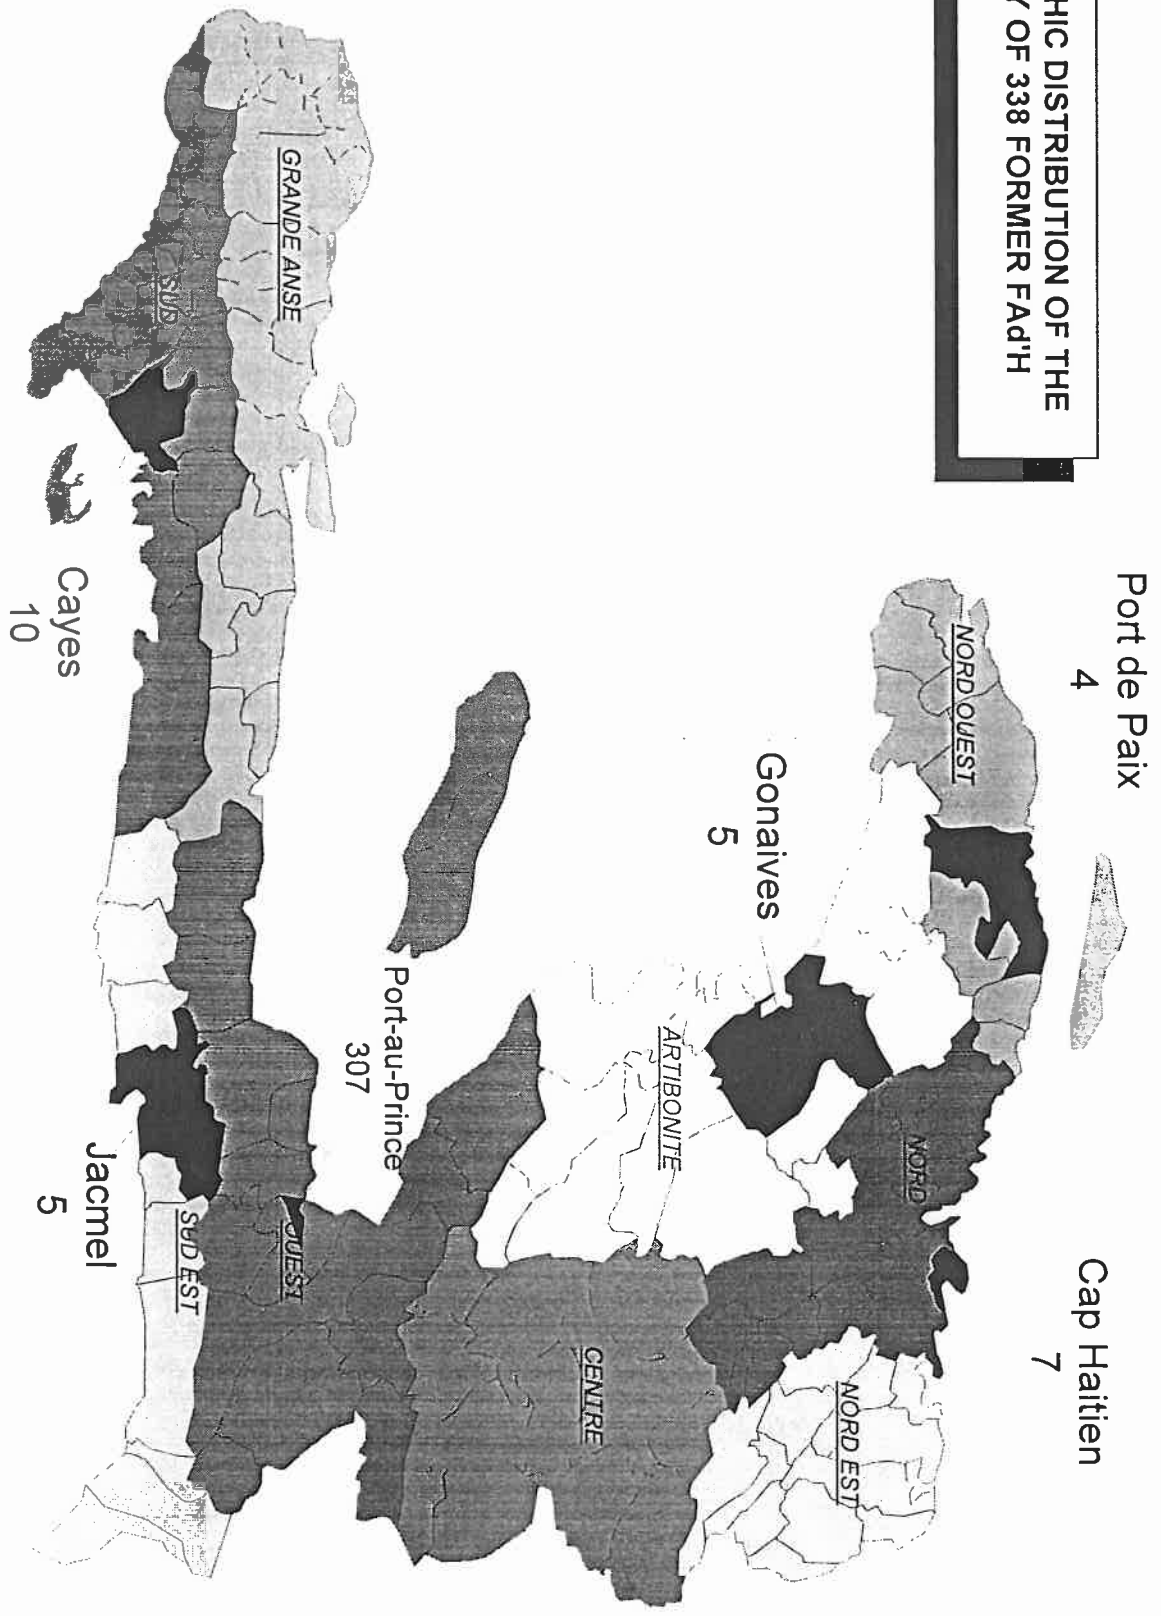 HIC DISTRIBUTION OF THE
Y OF 338 FORMER FAd'H
Port de Paix
4
Cap Haitien
7
NORD OUEST
NORD
NORD EST
Gonaives
5
ARTIBONITE
CENTRE
Port-au-Prince
307
GRANDE ANSE
OUEST
SUD
SUD EST
Jacmel
5
Cayes
10